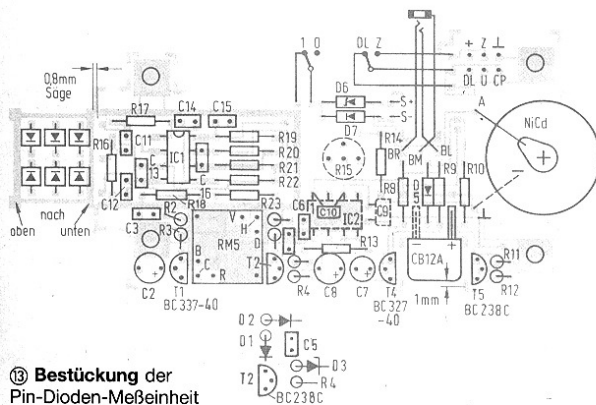 1 0
DL Z
+ Z ⊥
DL U CP
0,8mm
Säge
R17
C14
C15
D6
S+
D7
S-
A
NiCd
R16
C11
IC1
R19
R20
R21
R22
R15
R14
BR
BM
BL
C
13
C
16
C12
R18
R8
D5
R9
R10
oben nach unten
C3
R2
R3
V
H
R23
C6
C10
IC2
C9
⊥
B
RM5
C
R
D
T2
R13
- +
CB12A
C2
T1
BC337-40
R4
C8
C7
T4
BC327
-40
1mm
T5
BC238C
R11
R12
D2
D1
C5
D3
T2
R4
BC238C
⑬ Bestückung der
Pin-Dioden-Meßeinheit